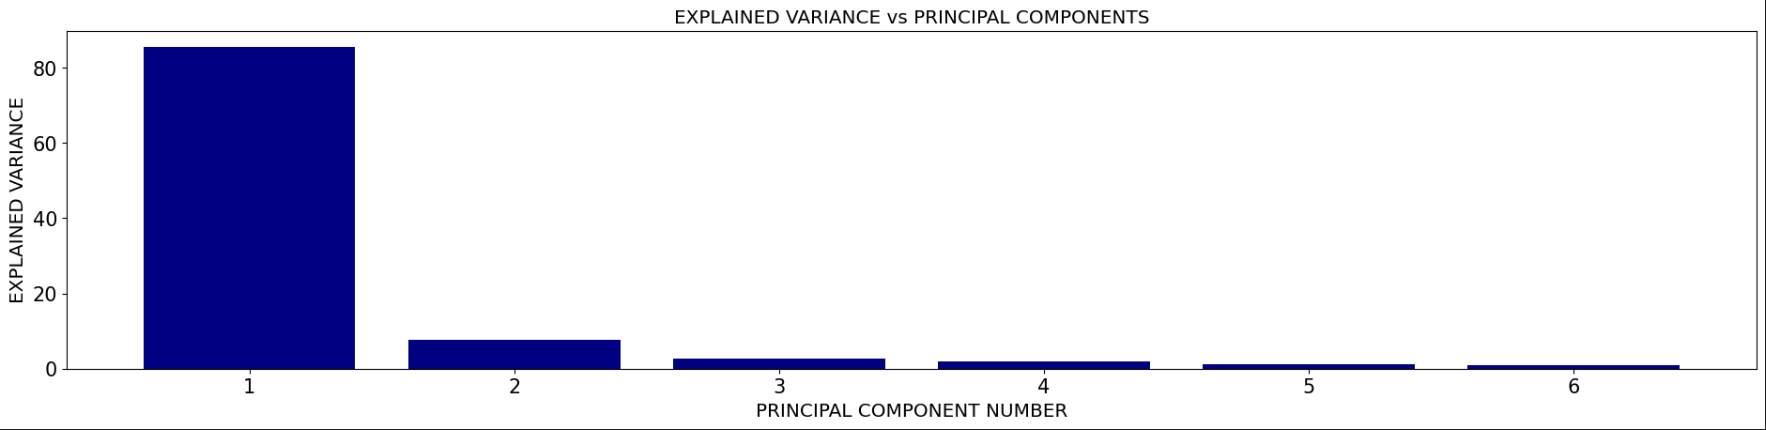 EXPLAINED VARIANCE vs PRINCIPAL COMPONENTS
EXPLAINED VARIANCE
80
60
40
20
0
1 2 3 4 5 6
PRINCIPAL COMPONENT NUMBER